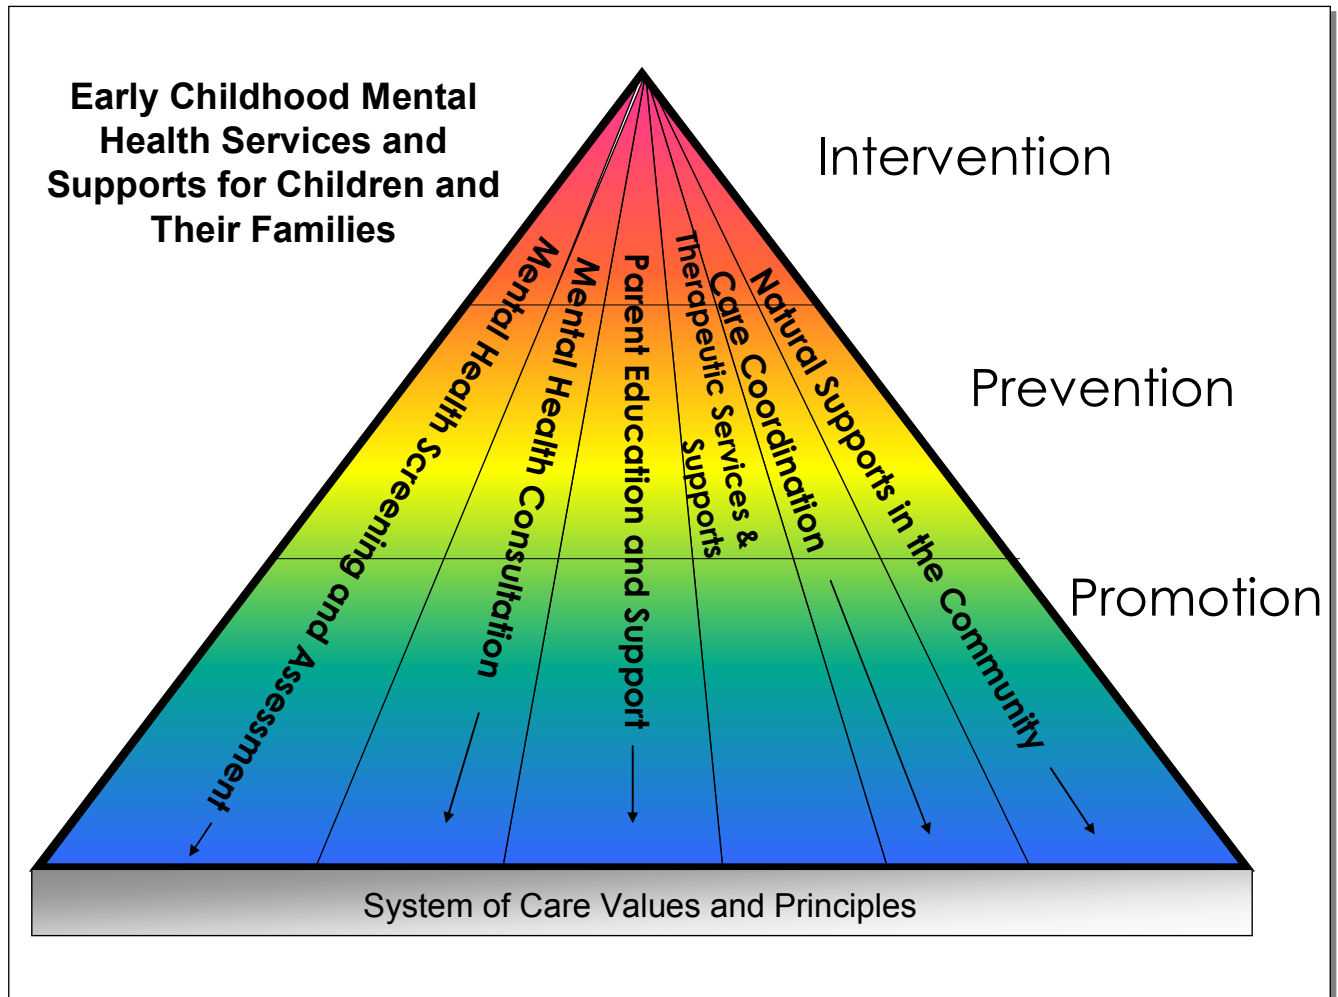 Early Childhood Mental
Health Services and
Supports for Children and
Their Families
Intervention
Prevention
Promotion
Mental Health Screening and Assessment
Mental Health Consultation
Parent Education and Support
Therapeutic Services &
Supports
Supports
Care Coordination
Natural Supports in the Community
System of Care Values and Principles